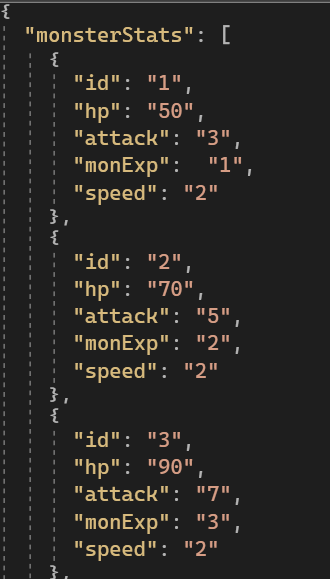 {
"monsterStats": [
{
"id": "1",
"hp": "50",
"attack": "3",
"monExp":  "1",
"speed": "2"
},
{
"id": "2",
"hp": "70",
"attack": "5",
"monExp": "2",
"speed": "2"
},
{
"id": "3",
"hp": "90",
"attack": "7",
"monExp": "3",
"speed": "2"
},